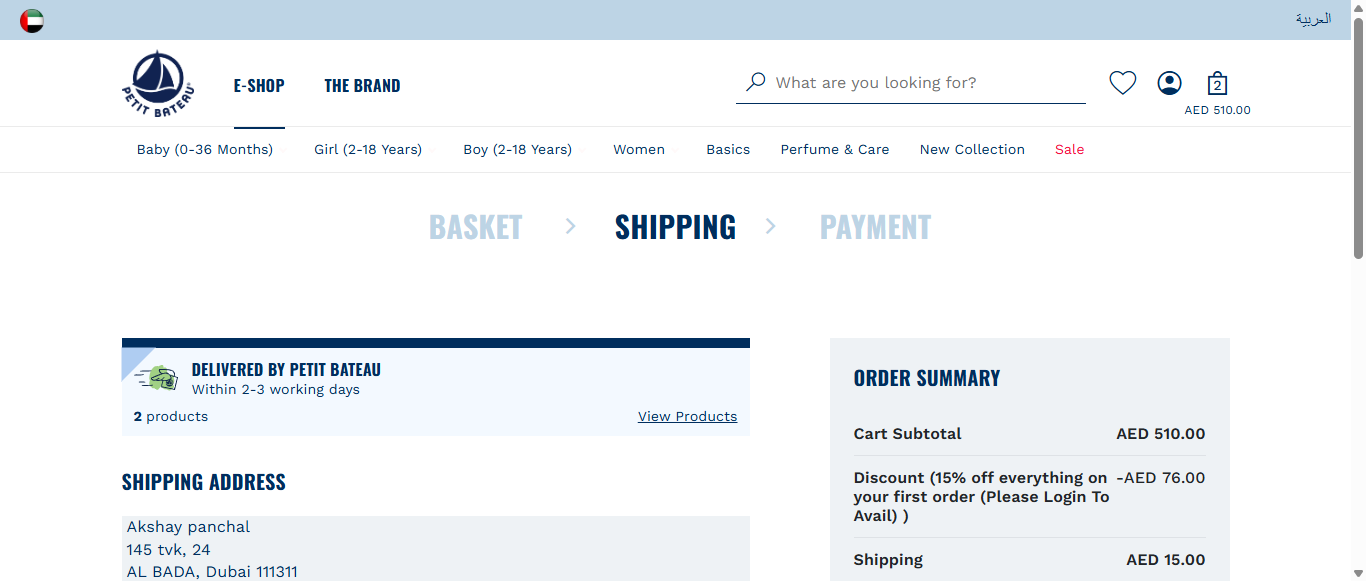 العربية
PETIT BATEAU
E-SHOP
THE BRAND
What are you looking for?
2
AED 510.00
Baby (0-36 Months)
Girl (2-18 Years)
Boy (2-18 Years)
Women
Basics
Perfume & Care
New Collection
Sale
BASKET > SHIPPING > PAYMENT
DELIVERED BY PETIT BATEAU
Within 2-3 working days
2 products
View Products
SHIPPING ADDRESS
Akshay panchal
145 tvk, 24
AL BADA, Dubai 111311
ORDER SUMMARY
Cart Subtotal AED 510.00
Discount (15% off everything on -AED 76.00
your first order (Please Login To
Avail) )
Shipping AED 15.00